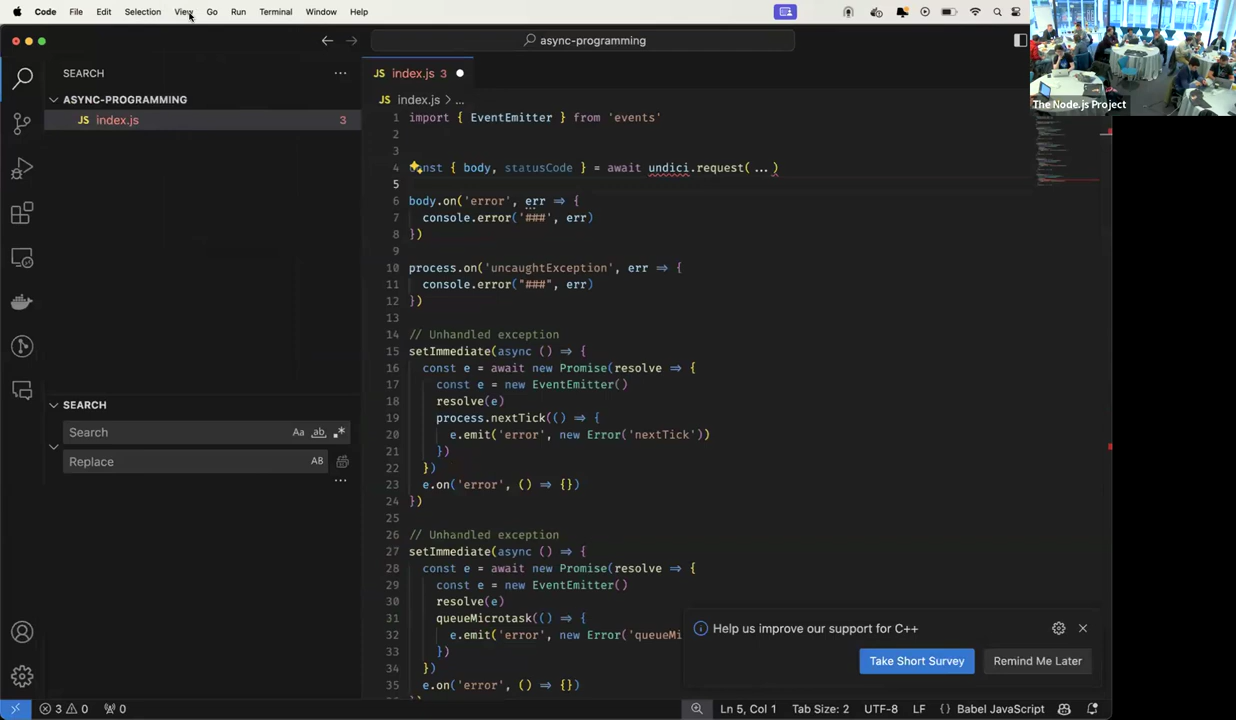 Code File Edit Selection View Go Run Terminal Window Help
async-programming
The Node.js Project
SEARCH
ASYNC-PROGRAMMING
JS index.js 3
SEARCH
Search Aa ab .*
Replace AB
JS index.js 3
JS index.js > ...
1 import { EventEmitter } from 'events'
2
3
4 nst { body, statusCode } = await undici.request(...)
5
6 body.on('error', err => {
7 console.error('###', err)
8 })
9
10 process.on('uncaughtException', err => {
11 console.error("###", err)
12 })
13
14 // Unhandled exception
15 setImmediate(async () => {
16 const e = await new Promise(resolve => {
17 const e = new EventEmitter()
18 resolve(e)
19 process.nextTick(() => {
20 e.emit('error', new Error('nextTick'))
21 })
22 })
23 e.on('error', () => {})
24 })
25
26 // Unhandled exception
27 setImmediate(async () => {
28 const e = await new Promise(resolve => {
29 const e = new EventEmitter()
30 resolve(e)
31 queueMicrotask(() => {
32 e.emit('error', new Error('queueMi
33 })
34 })
35 e.on('error', () => {})
Help us improve our support for C++
Take Short Survey Remind Me Later
3 0 0 Ln 5, Col 1 Tab Size: 2 UTF-8 LF {} Babel JavaScript